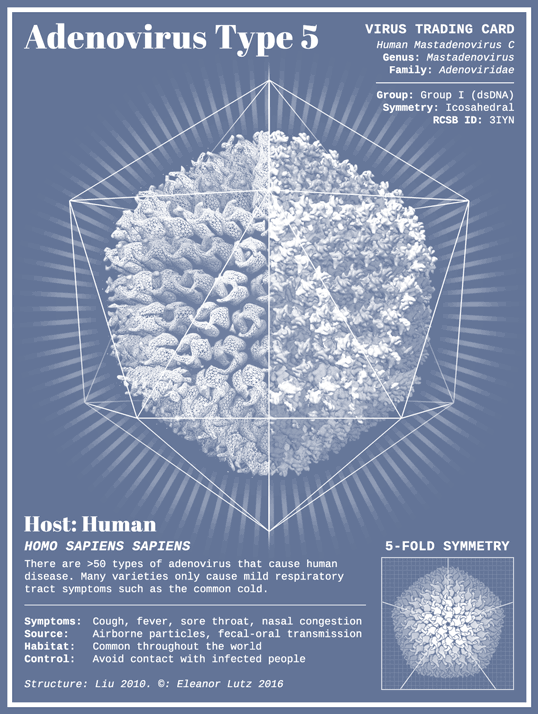 Adenovirus Type 5
VIRUS TRADING CARD
Human Mastadenovirus C
Genus: Mastadenovirus
Family: Adenoviridae
Group: Group I (dsDNA)
Symmetry: Icosahedral
RCSB ID: 3IYN
Host: Human
HOMO SAPIENS SAPIENS
There are >50 types of adenovirus that cause human
disease. Many varieties only cause mild respiratory
tract symptoms such as the common cold.
Symptoms: Cough, fever, sore throat, nasal congestion
Source: Airborne particles, fecal-oral transmission
Habitat: Common throughout the world
Control: Avoid contact with infected people
Structure: Liu 2010. ©: Eleanor Lutz 2016
5-FOLD SYMMETRY